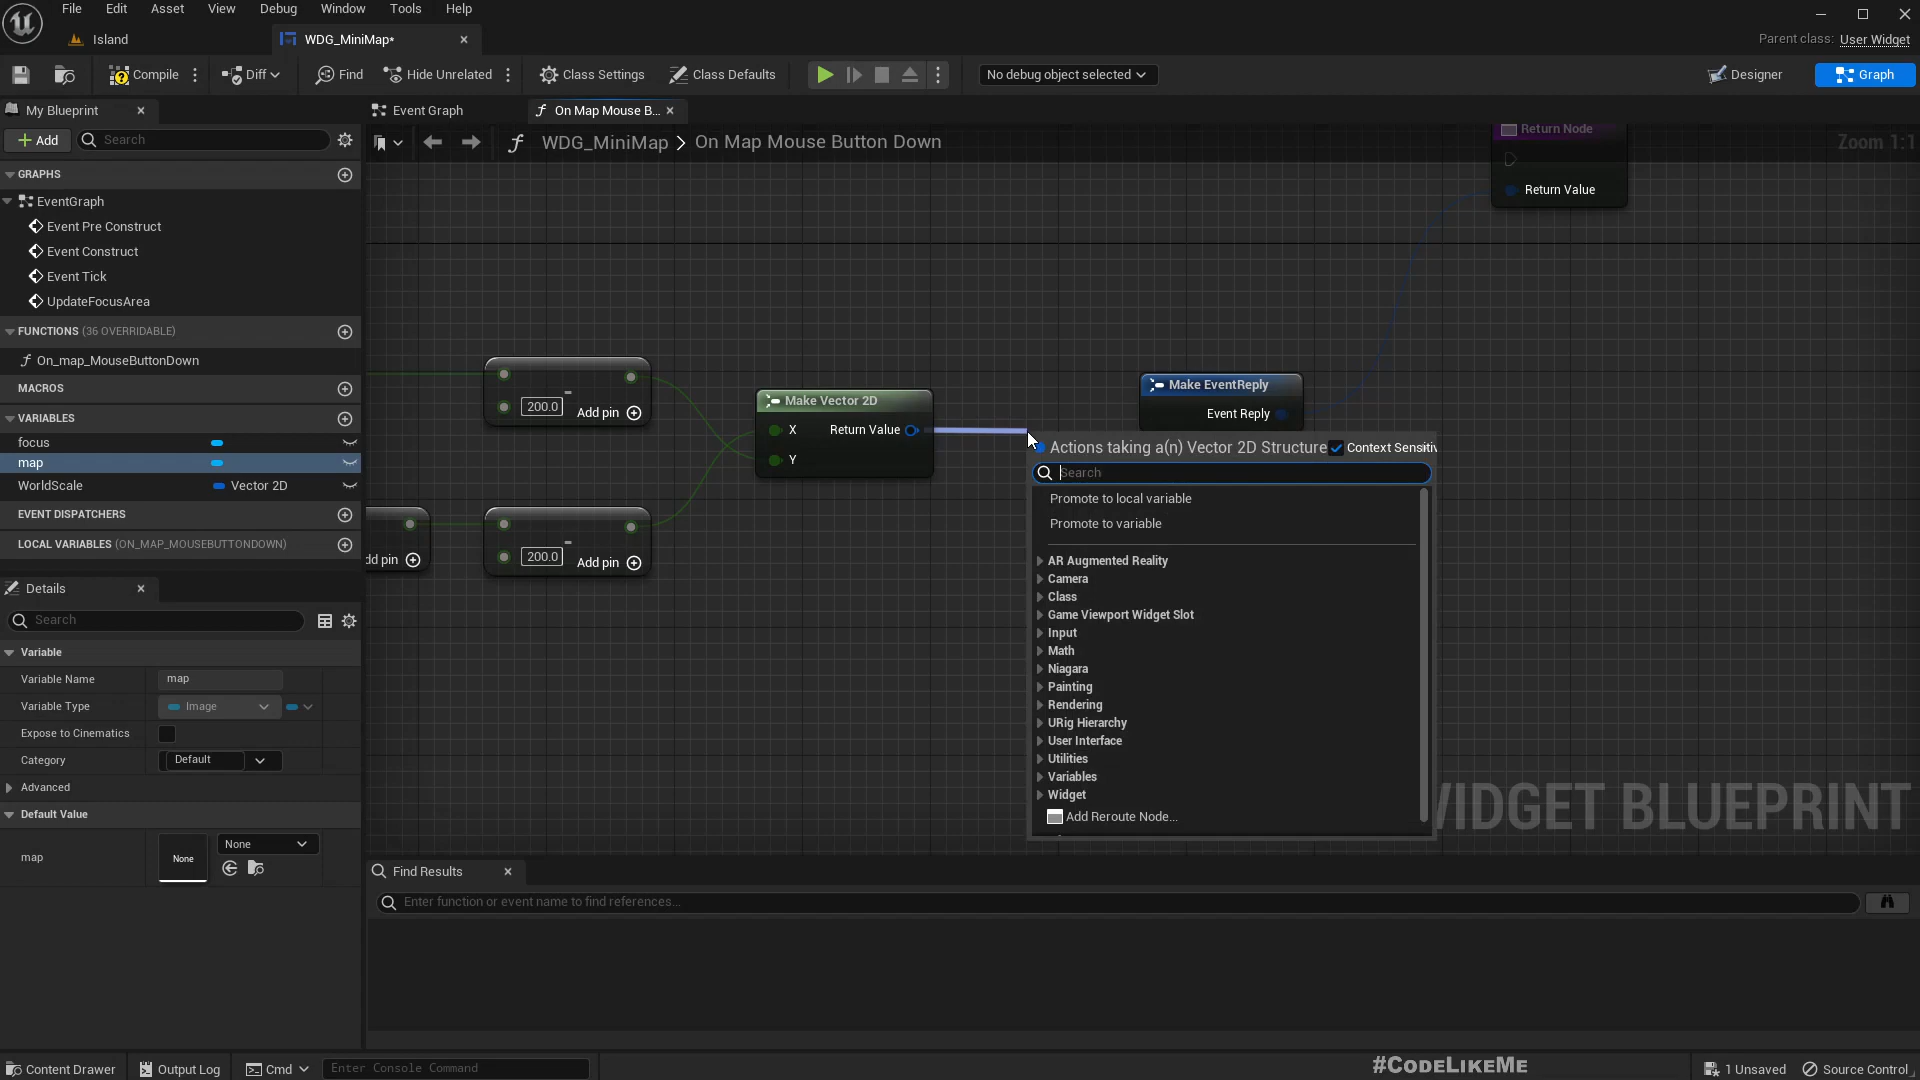 File Edit Asset View Debug Window Tools Help
Island
WDG_MiniMap*
Parent class: User Widget
Compile
Diff
Find
Hide Unrelated
Class Settings
Class Defaults
No debug object selected
Designer
Graph
My Blueprint
Event Graph
On Map Mouse B...
Add
Search
WDG_MiniMap > On Map Mouse Button Down
Zoom 1:1
GRAPHS
EventGraph
Event Pre Construct
Event Construct
Event Tick
UpdateFocusArea
FUNCTIONS (36 OVERRIDABLE)
On_map_MouseButtonDown
MACROS
VARIABLES
focus
map
WorldScale
Vector 2D
EVENT DISPATCHERS
LOCAL VARIABLES (ON_MAP_MOUSEBUTTONDOWN)
Return Node
Return Value
200.0
Add pin
Make Vector 2D
X Return Value
Y
Make EventReply
Event Reply
dd pin
200.0
Add pin
Actions taking a(n) Vector 2D Structure
Context Sensitiv
Search
Promote to local variable
Promote to variable
AR Augmented Reality
Camera
Class
Game Viewport Widget Slot
Input
Math
Niagara
Painting
Rendering
URig Hierarchy
User Interface
Utilities
Variables
Widget
Add Reroute Node...
WIDGET BLUEPRINT
Details
Search
Variable
Variable Name map
Variable Type Image
Expose to Cinematics
Category Default
Advanced
Default Value
map
None
None
Find Results
Enter function or event name to find references...
Content Drawer
Output Log
Cmd
Enter Console Command
#CODELIKEME
1 Unsaved
Source Control